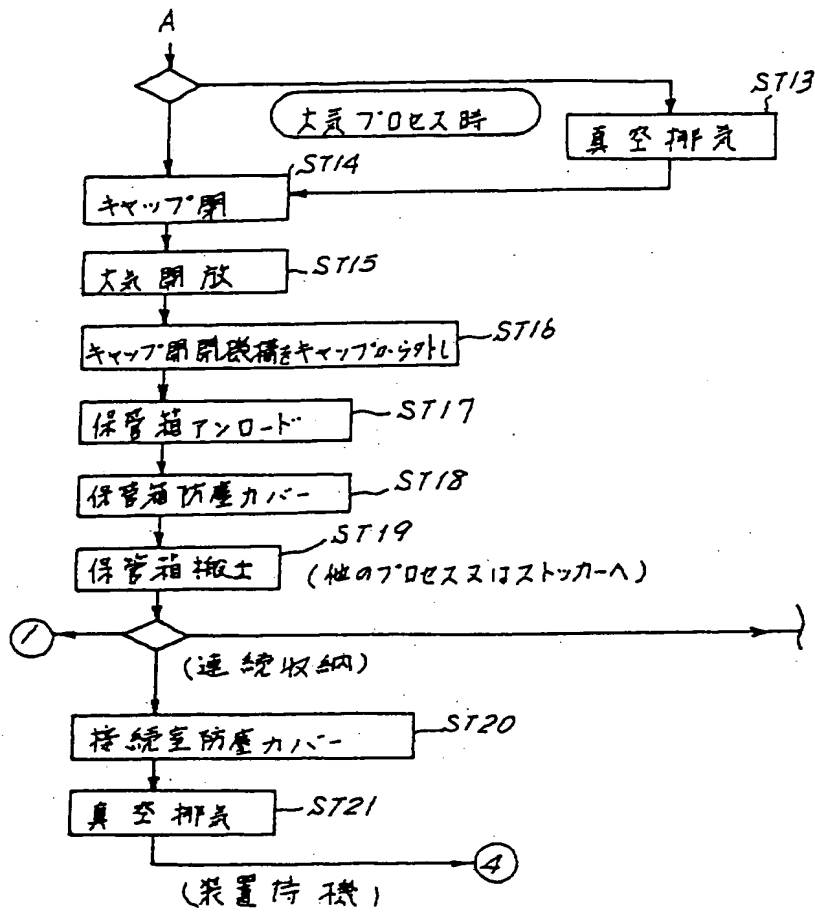 A
ST13
大気プロセス時
真空排気
ST14
キャップ閉
ST15
大気開放
ST16
キャップ開閉機構をキャップから外し
ST17
保管箱アンロード
ST18
保管箱防塵カバー
ST19
保管箱搬出
(他のプロセス又はストッカーへ)
1
(連続収納)
ST20
接続室防塵カバー
ST21
真空排気
4
(装置待機)